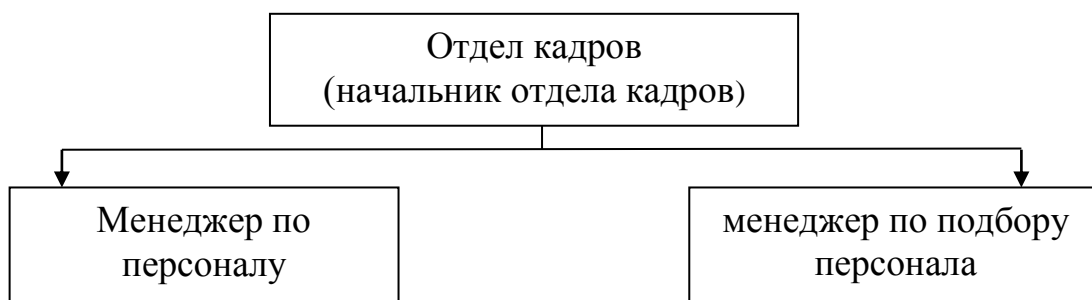 Отдел кадров
(начальник отдела кадров)
Менеджер по
персоналу
менеджер по подбору
персонала